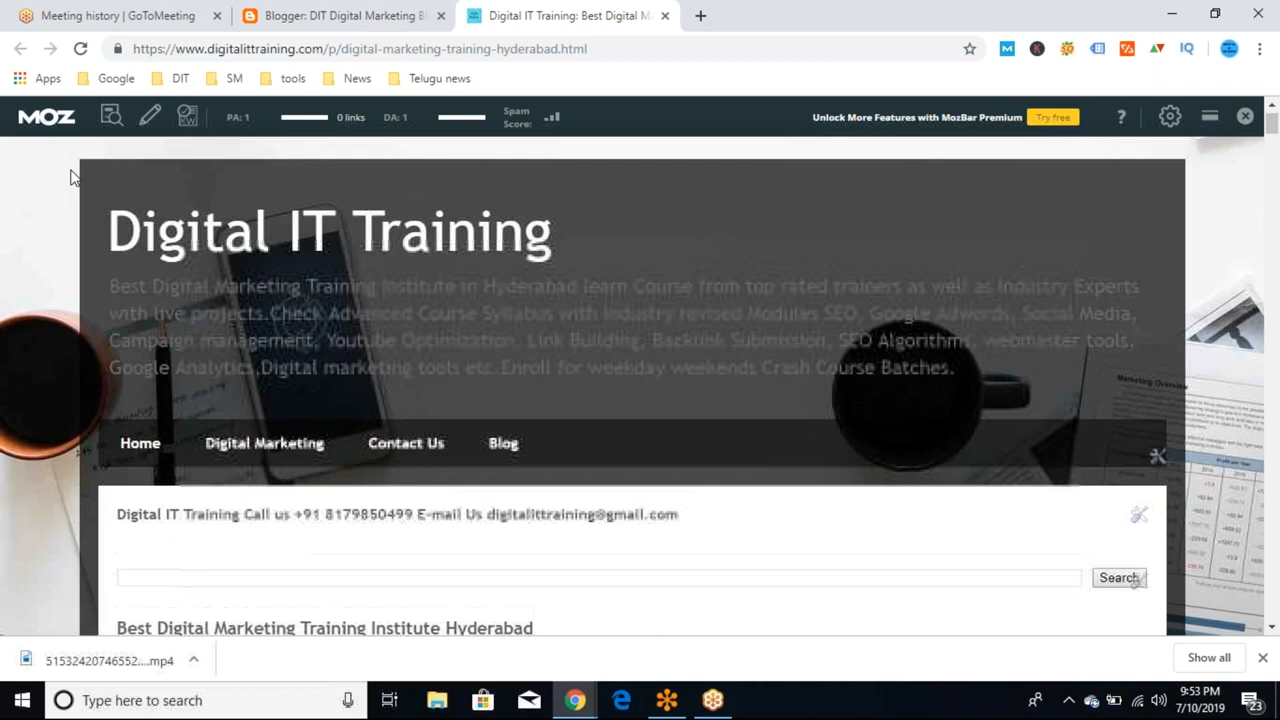 Meeting history | GoToMeeting
Blogger: DIT Digital Marketing Bl
Digital IT Training: Best Digital M
https://www.digitalittraining.com/p/digital-marketing-training-hyderabad.html
Apps Google DIT SM tools News Telugu news
MOZ PA: 1 0 links DA: 1 Spam Score: Unlock More Features with MozBar Premium Try free ?
Digital IT Training
Best Digital Marketing Training Institute in Hyderabad learn Course from top rated trainers as well as Industry Experts
with live projects.Check Advanced Course Syllabus with industry revised Modules SEO, Google Adwords, Social Media,
Campaign management, Youtube Optimization, Link Building, Backlink Submission, SEO Algorithms, webmaster tools,
Google Analytics,Digital marketing tools etc.Enroll for weekday weekends Crash Course Batches.
Marketing Overview
Home Digital Marketing Contact Us Blog
Digital IT Training Call us +91 8179850499 E-mail Us digitalittraining@gmail.com
Search
Best Digital Marketing Training Institute Hyderabad
51532420746552....mp4
Show all
Type here to search
9:53 PM
7/10/2019
23